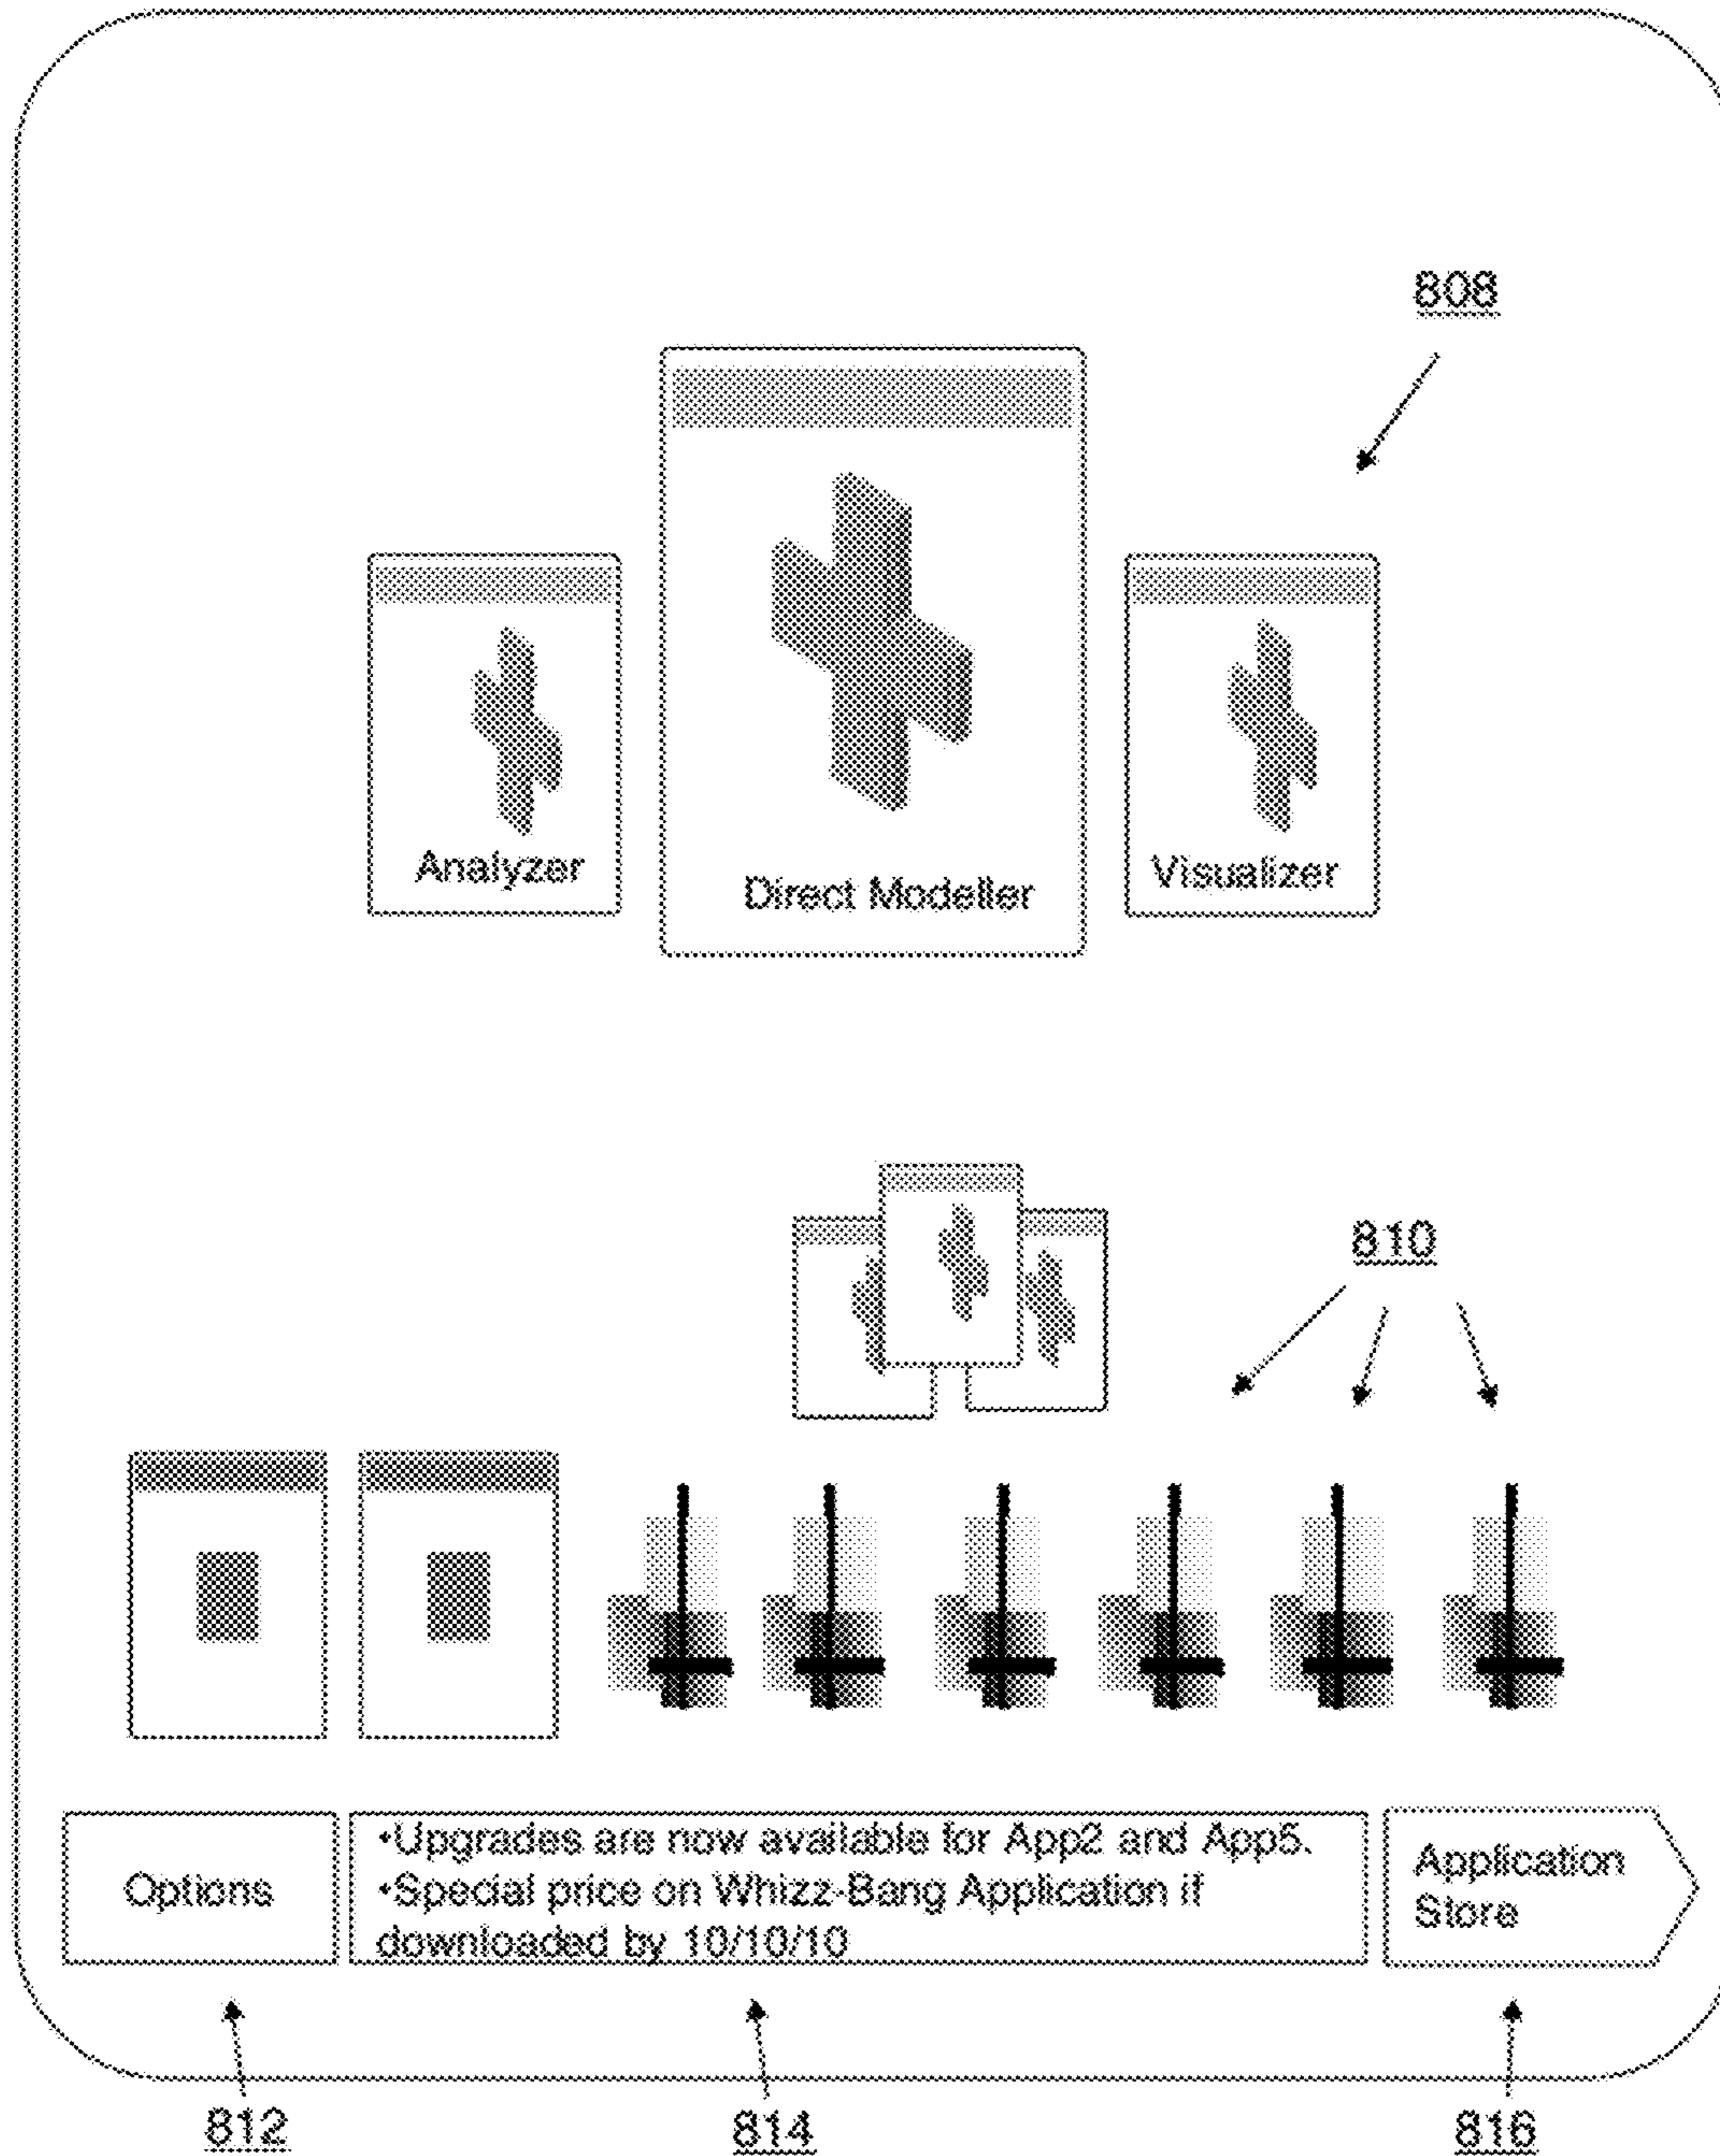 808
Analyzer
Direct Modeller
Visualizer
810
Options
•Upgrades are now available for App2 and App5.
•Special price on Whizz-Bang Application if
downloaded by 10/10/10
Application
Store
812
814
816